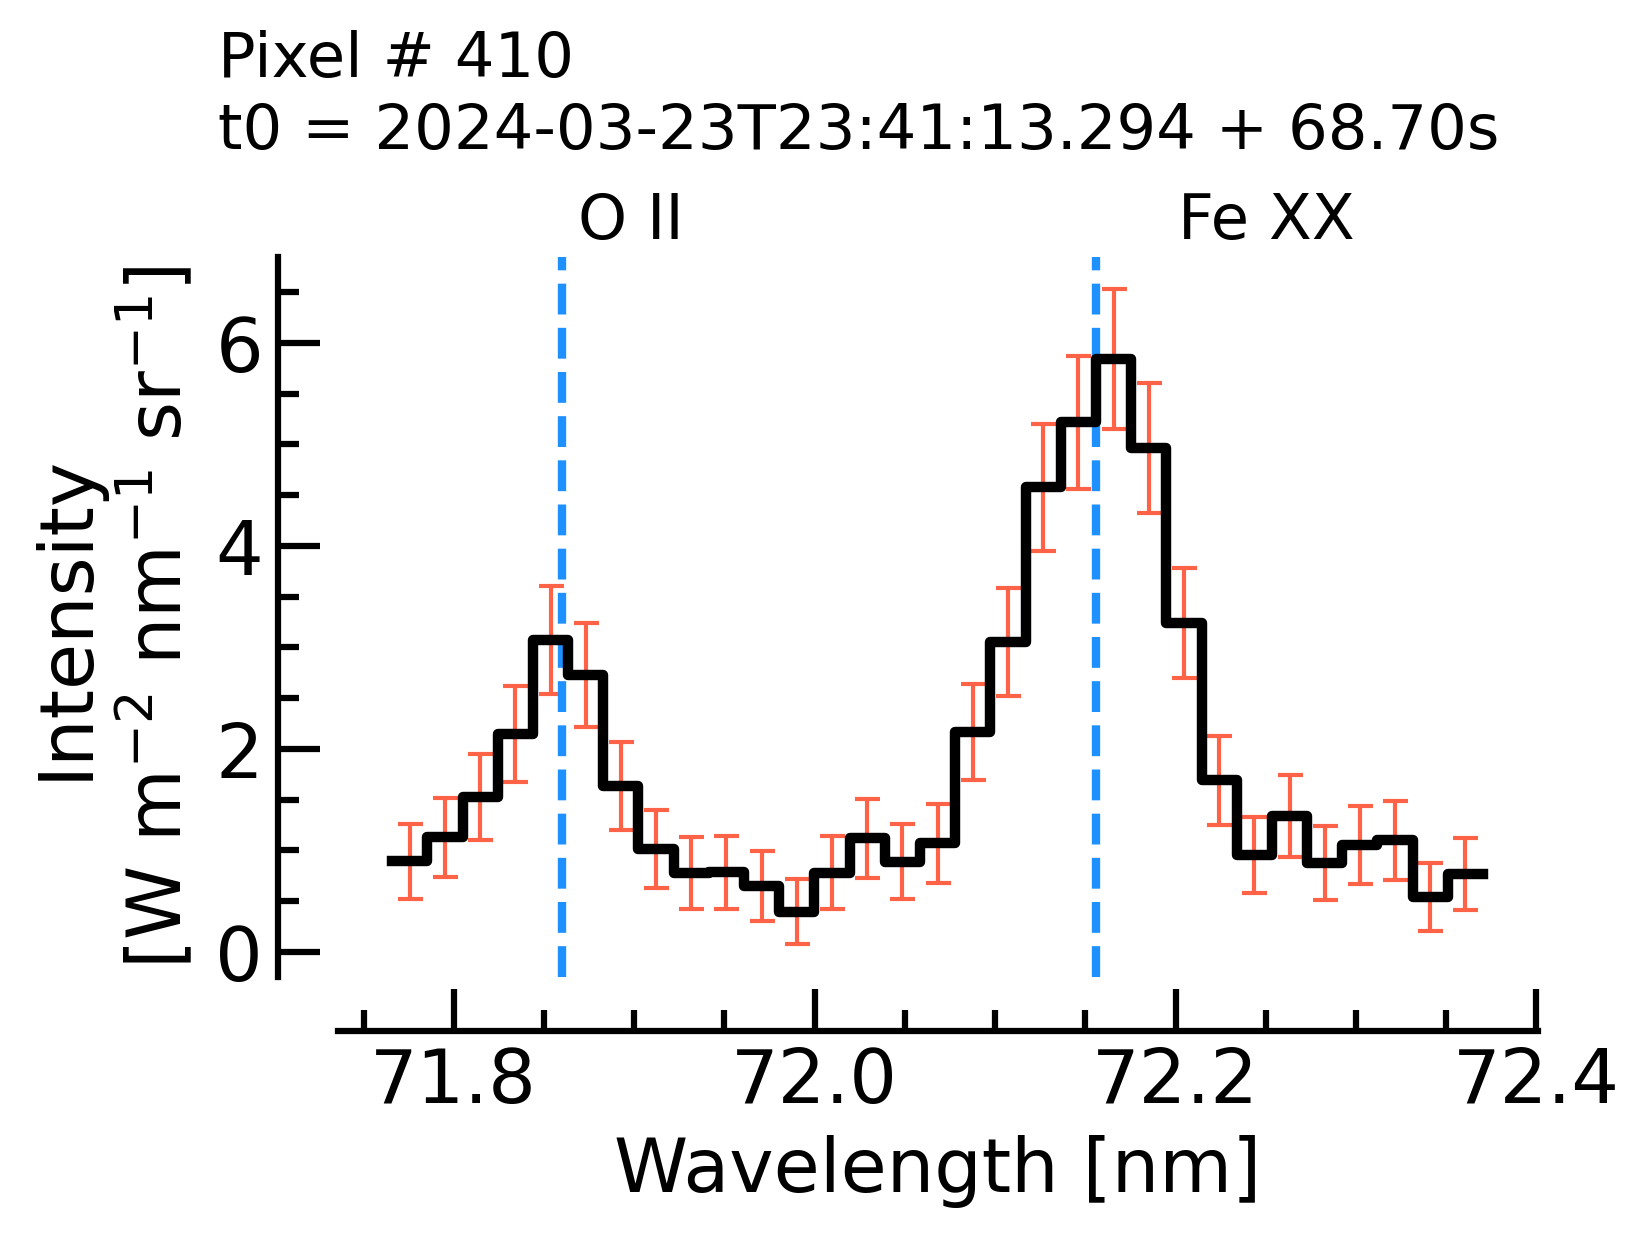 Pixel # 410
t0 = 2024-03-23T23:41:13.294 + 68.70s
O II Fe XX
Intensity
[W m⁻² nm⁻¹ sr⁻¹]
6
4
2
0
71.8 72.0 72.2 72.4
Wavelength [nm]